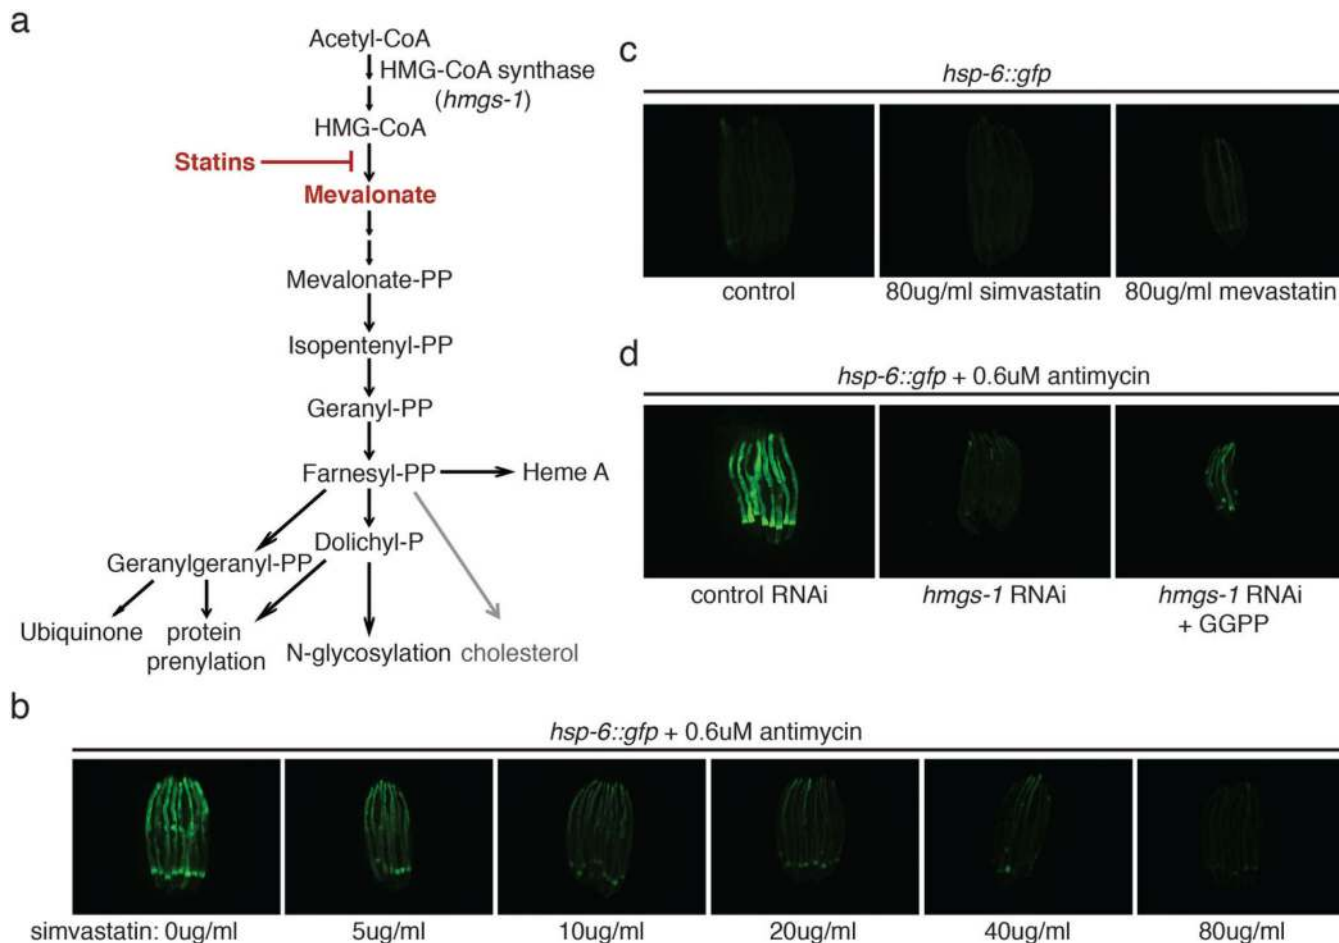 a
Acetyl-CoA
HMG-CoA synthase
(hmgs-1)
HMG-CoA
Statins
Mevalonate
Mevalonate-PP
Isopentenyl-PP
Geranyl-PP
Farnesyl-PP
Heme A
Dolichyl-P
Geranylgeranyl-PP
Ubiquinone
protein
prenylation
N-glycosylation
cholesterol
c
hsp-6::gfp
control
80ug/ml simvastatin
80ug/ml mevastatin
d
hsp-6::gfp + 0.6uM antimycin
control RNAi
hmgs-1 RNAi
hmgs-1 RNAi
+ GGPP
b
hsp-6::gfp + 0.6uM antimycin
simvastatin: 0ug/ml
5ug/ml
10ug/ml
20ug/ml
40ug/ml
80ug/ml